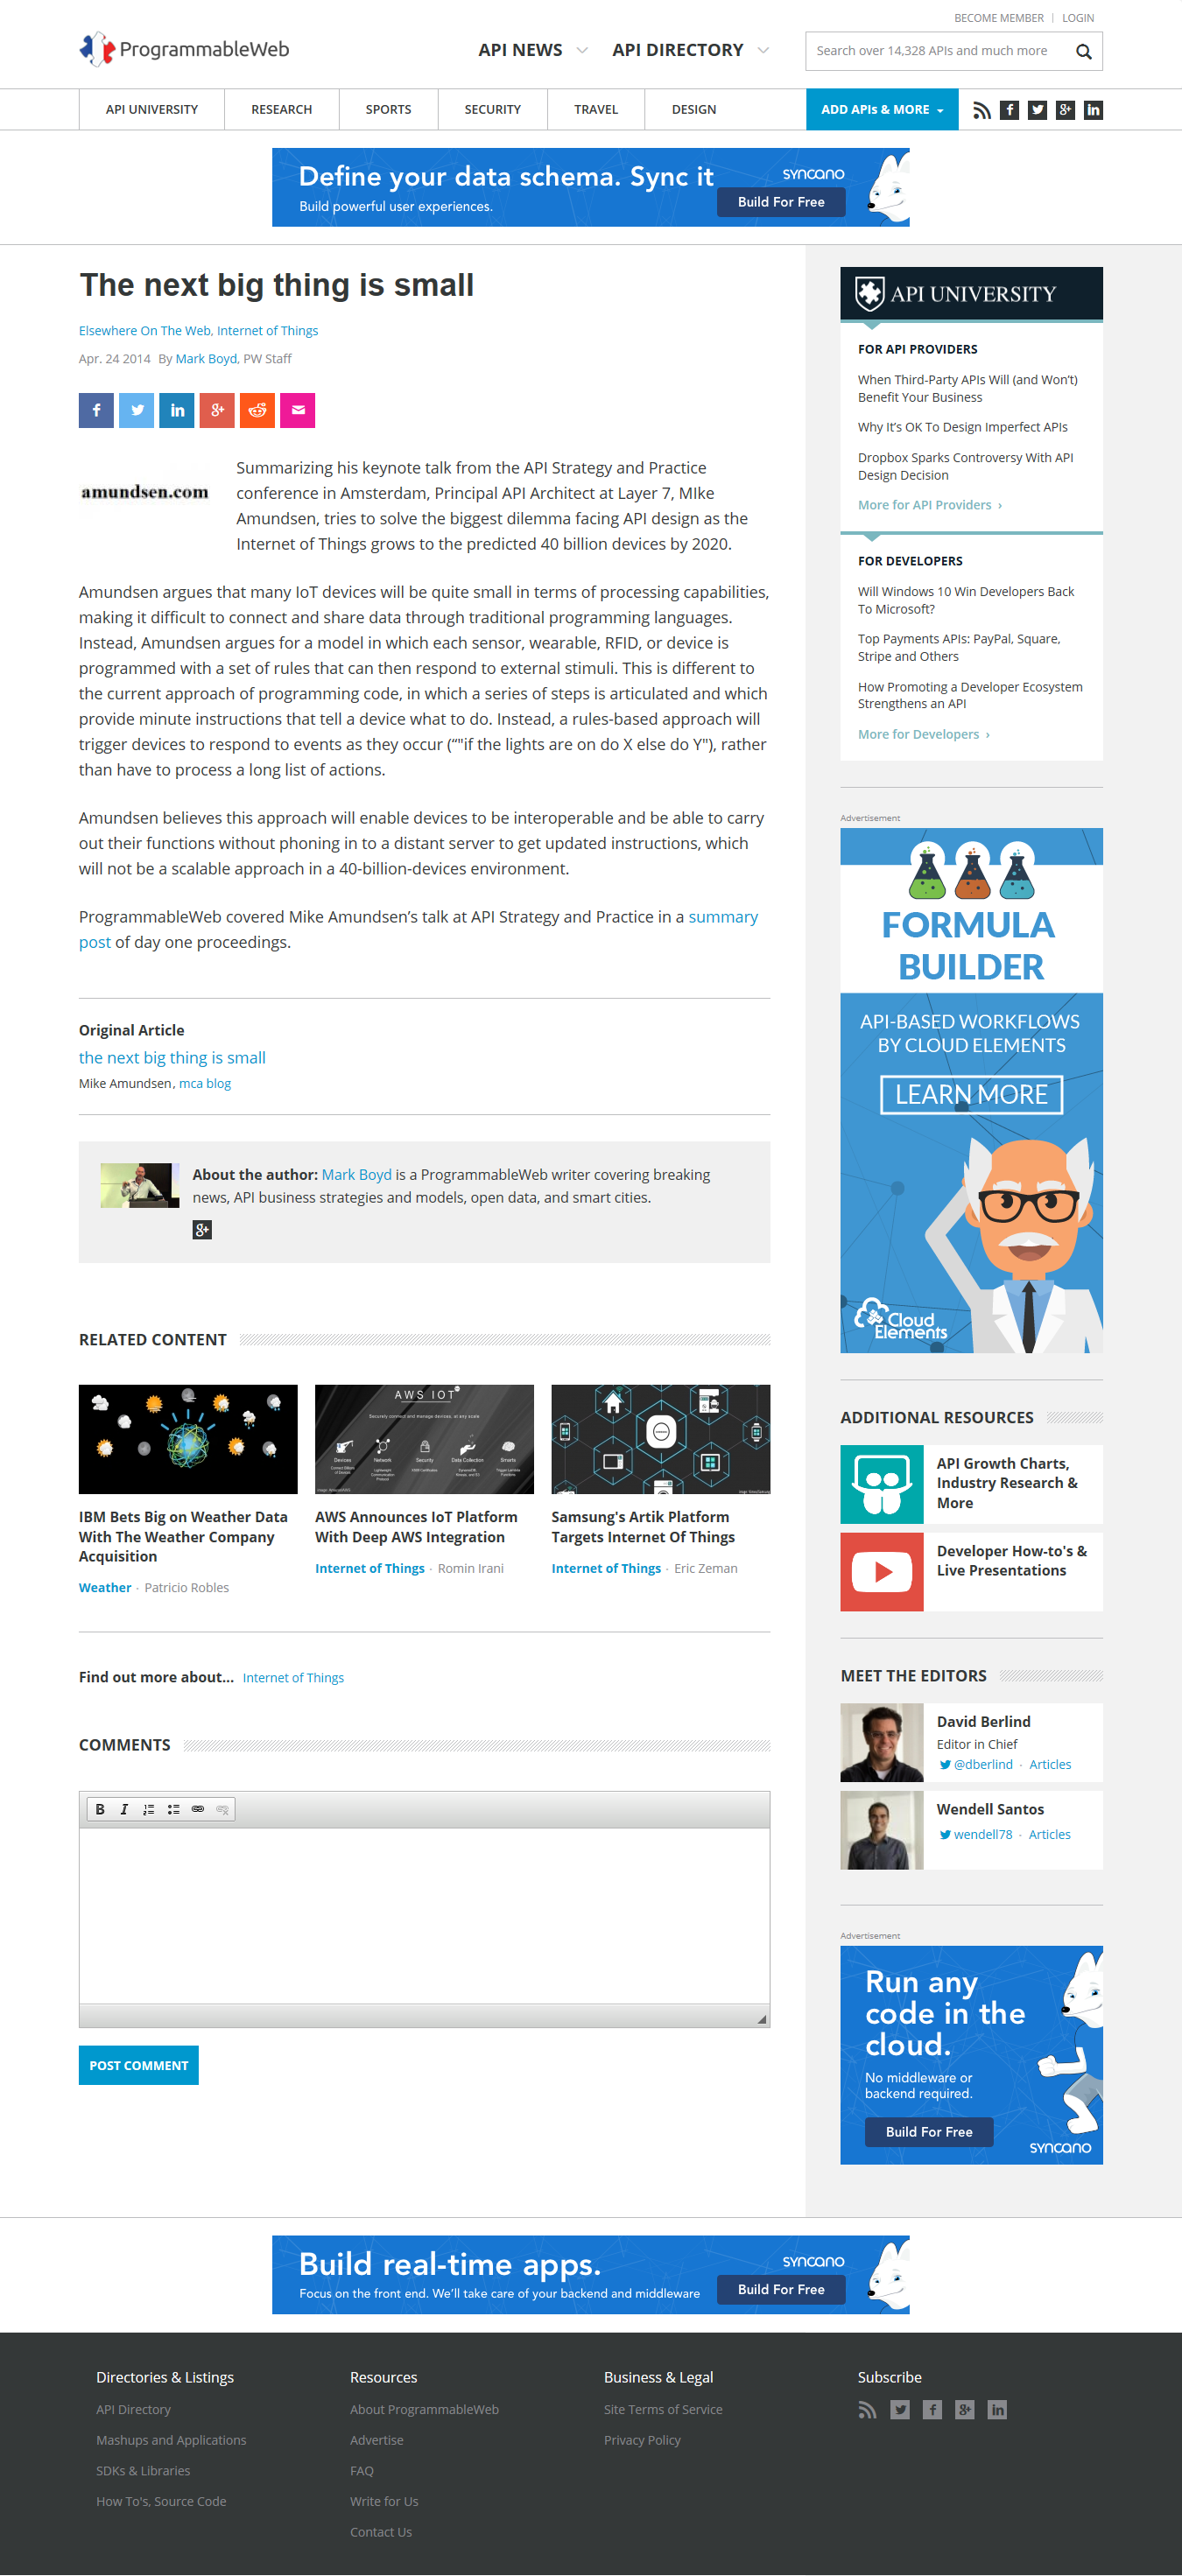 BECOME MEMBER | LOGIN
ProgrammableWeb
API NEWS
API DIRECTORY
Search over 14,328 APIs and much more
API UNIVERSITY
RESEARCH
SPORTS
SECURITY
TRAVEL
DESIGN
ADD APIs & MORE
Define your data schema. Sync it
Build powerful user experiences.
syncano
Build For Free
The next big thing is small
Elsewhere On The Web, Internet of Things
Apr. 24 2014 By Mark Boyd, PW Staff
amundsen.com
Summarizing his keynote talk from the API Strategy and Practice
conference in Amsterdam, Principal API Architect at Layer 7, MIke
Amundsen, tries to solve the biggest dilemma facing API design as the
Internet of Things grows to the predicted 40 billion devices by 2020.
Amundsen argues that many IoT devices will be quite small in terms of processing capabilities,
making it difficult to connect and share data through traditional programming languages.
Instead, Amundsen argues for a model in which each sensor, wearable, RFID, or device is
programmed with a set of rules that can then respond to external stimuli. This is different to
the current approach of programming code, in which a series of steps is articulated and which
provide minute instructions that tell a device what to do. Instead, a rules-based approach will
trigger devices to respond to events as they occur (“"if the lights are on do X else do Y"), rather
than have to process a long list of actions.
Amundsen believes this approach will enable devices to be interoperable and be able to carry
out their functions without phoning in to a distant server to get updated instructions, which
will not be a scalable approach in a 40-billion-devices environment.
ProgrammableWeb covered Mike Amundsen’s talk at API Strategy and Practice in a summary
post of day one proceedings.
Original Article
the next big thing is small
Mike Amundsen, mca blog
About the author: Mark Boyd is a ProgrammableWeb writer covering breaking
news, API business strategies and models, open data, and smart cities.
RELATED CONTENT
AWS IOT
Securely connect and manage devices, at any scale
Devices
Network
Security
Data Collection
Smarts
IBM Bets Big on Weather Data
With The Weather Company
Acquisition
Weather · Patricio Robles
AWS Announces IoT Platform
With Deep AWS Integration
Internet of Things · Romin Irani
Samsung's Artik Platform
Targets Internet Of Things
Internet of Things · Eric Zeman
Find out more about... Internet of Things
COMMENTS
B I
POST COMMENT
API UNIVERSITY
FOR API PROVIDERS
When Third-Party APIs Will (and Won’t)
Benefit Your Business
Why It’s OK To Design Imperfect APIs
Dropbox Sparks Controversy With API
Design Decision
More for API Providers ›
FOR DEVELOPERS
Will Windows 10 Win Developers Back
To Microsoft?
Top Payments APIs: PayPal, Square,
Stripe and Others
How Promoting a Developer Ecosystem
Strengthens an API
More for Developers ›
Advertisement
FORMULA
BUILDER
API-BASED WORKFLOWS
BY CLOUD ELEMENTS
LEARN MORE
Cloud
Elements
ADDITIONAL RESOURCES
API Growth Charts,
Industry Research &
More
Developer How-to's &
Live Presentations
MEET THE EDITORS
David Berlind
Editor in Chief
@dberlind · Articles
Wendell Santos
wendell78 · Articles
Advertisement
Run any
code in the
cloud.
No middleware or
backend required.
Build For Free
syncano
Build real-time apps.
Focus on the front end. We'll take care of your backend and middleware
syncano
Build For Free
Directories & Listings
API Directory
Mashups and Applications
SDKs & Libraries
How To's, Source Code
Resources
About ProgrammableWeb
Advertise
FAQ
Write for Us
Contact Us
Business & Legal
Site Terms of Service
Privacy Policy
Subscribe